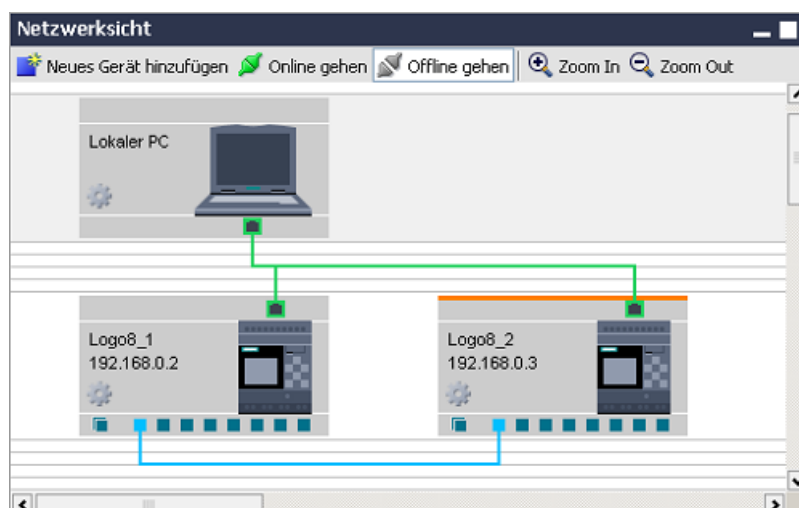 Netzwerksicht
Neues Gerät hinzufügen Online gehen Offline gehen Zoom In Zoom Out
Lokaler PC
Logo8_1
192.168.0.2
Logo8_2
192.168.0.3